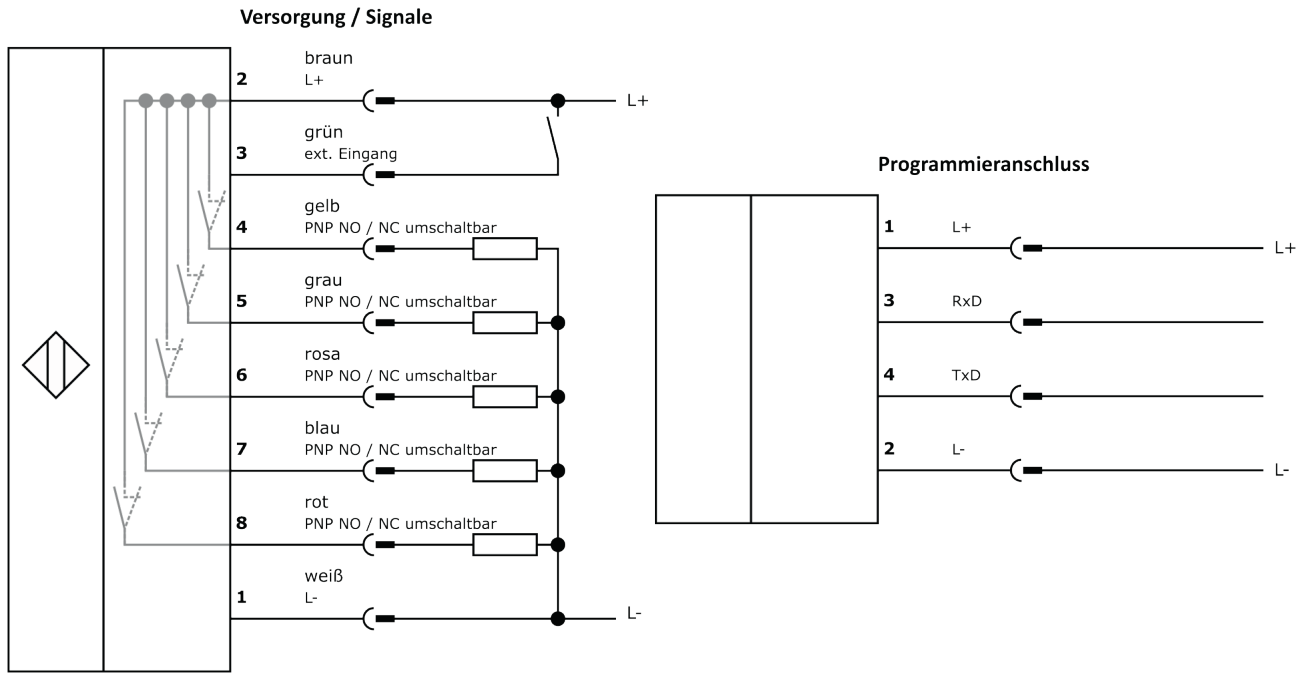 Versorgung / Signale
braun
2
L+
L+
grün
3
ext. Eingang
gelb
4
PNP NO / NC umschaltbar
grau
5
PNP NO / NC umschaltbar
rosa
6
PNP NO / NC umschaltbar
blau
7
PNP NO / NC umschaltbar
rot
8
PNP NO / NC umschaltbar
weiß
1
L-
L-
Programmieranschluss
1
L+
L+
3
RxD
4
TxD
2
L-
L-